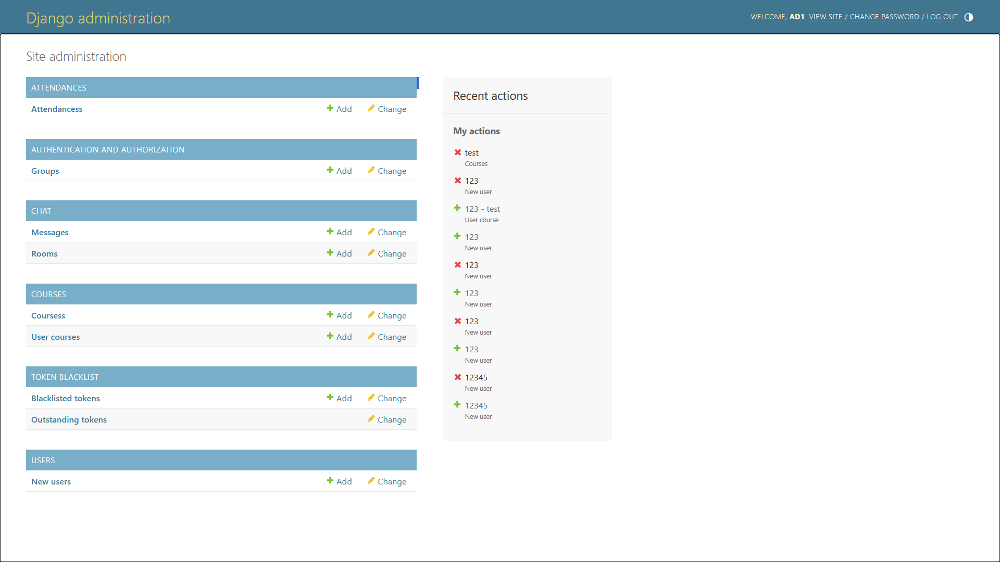 Django administration
WELCOME, AD1. VIEW SITE / CHANGE PASSWORD / LOG OUT
Site administration
ATTENDANCES
Attendancess Add Change
AUTHENTICATION AND AUTHORIZATION
Groups Add Change
CHAT
Messages Add Change
Rooms Add Change
COURSES
Coursess Add Change
User courses Add Change
TOKEN BLACKLIST
Blacklisted tokens Add Change
Outstanding tokens Change
USERS
New users Add Change
Recent actions
My actions
test
Courses
123
New user
123 - test
User course
123
New user
123
New user
123
New user
123
New user
123
New user
12345
New user
12345
New user